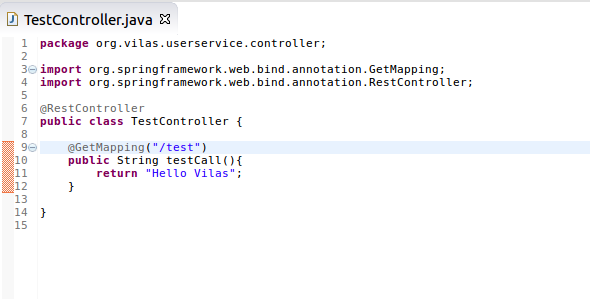 TestController.java
1 package org.vilas.userservice.controller;
2
3 import org.springframework.web.bind.annotation.GetMapping;
4 import org.springframework.web.bind.annotation.RestController;
5
6 @RestController
7 public class TestController {
8
9     @GetMapping("/test")
10     public String testCall(){
11         return "Hello Vilas";
12     }
13
14 }
15